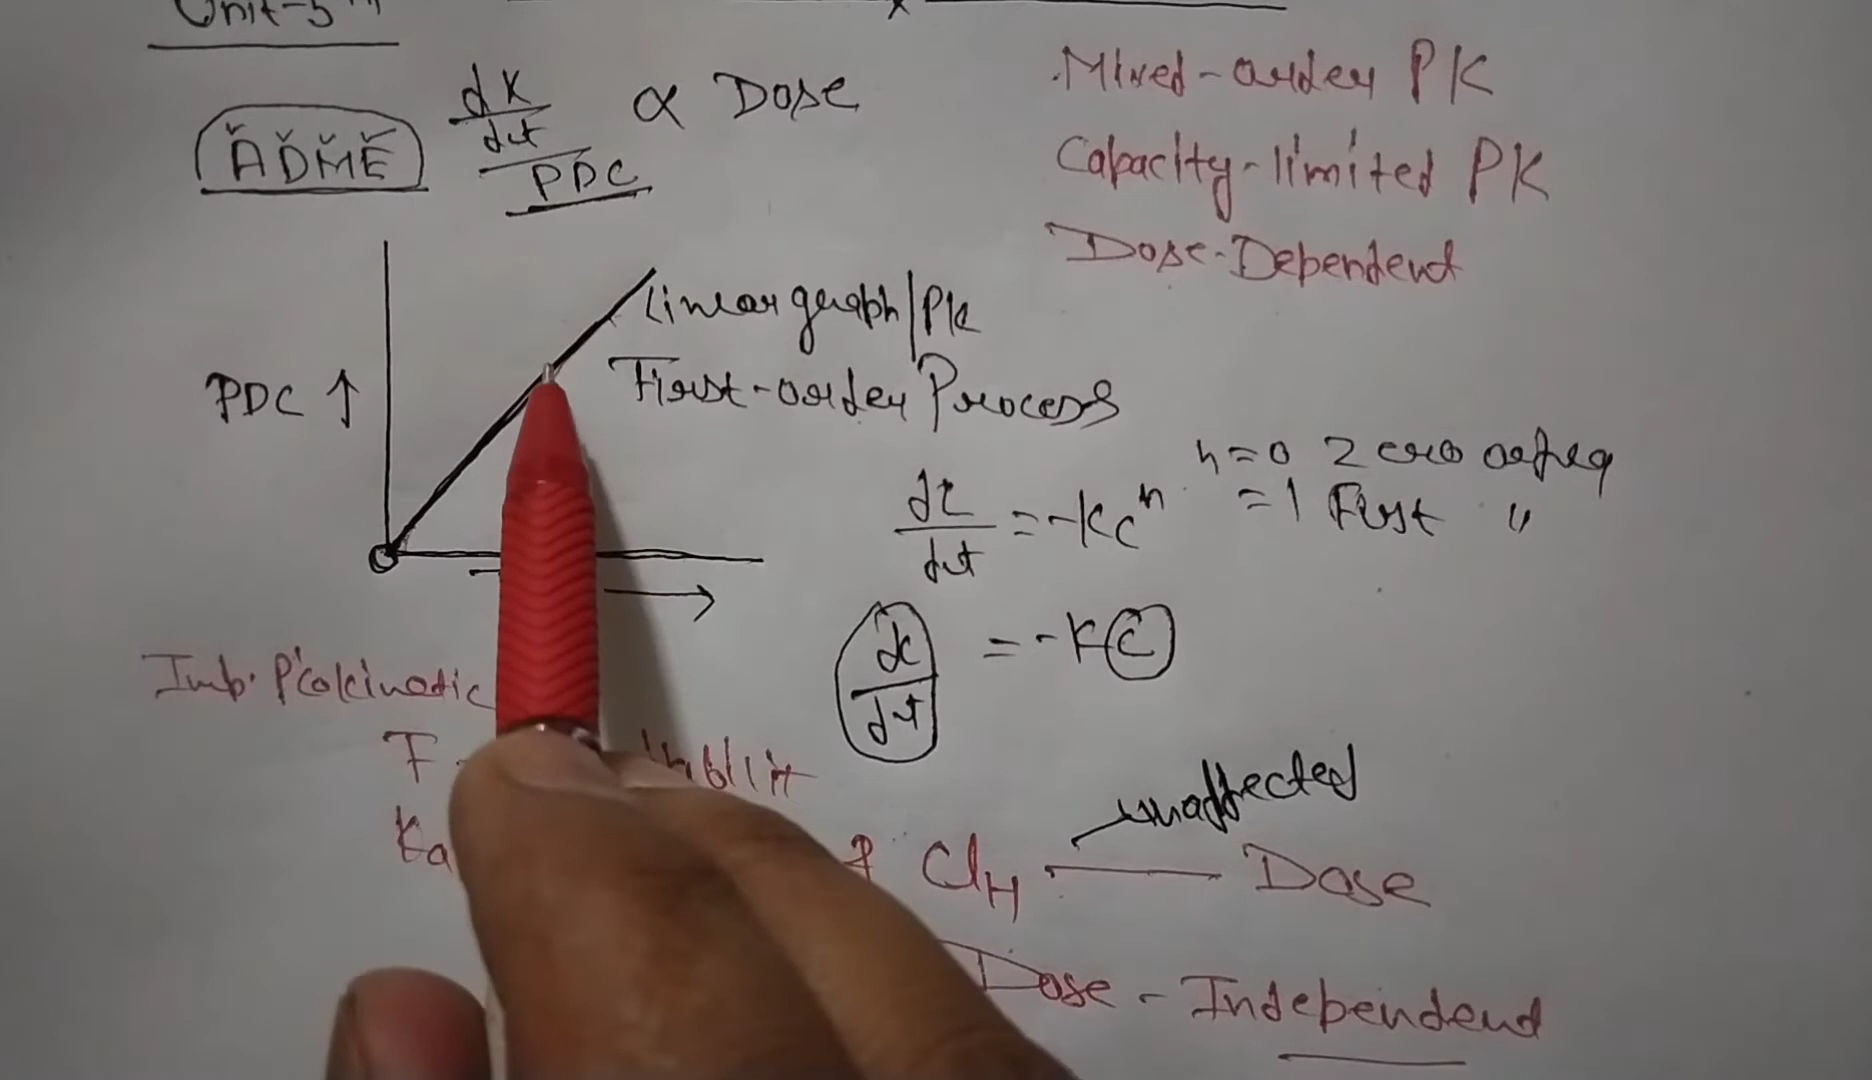 Unit-5
ADME dx/dt ∝ Dose
PDC
Mixed-order PK
Capacity-limited PK
Dose-Dependent
Linear graph/PK
PDC ↑
First-order Process
n=0 Zero order
=1 First "
dc/dt = -Kc^n
dc/dt = -KC
Imp. P'cokinetic
F
Ka
unaffected
ClH — Dose
Dose - Independent